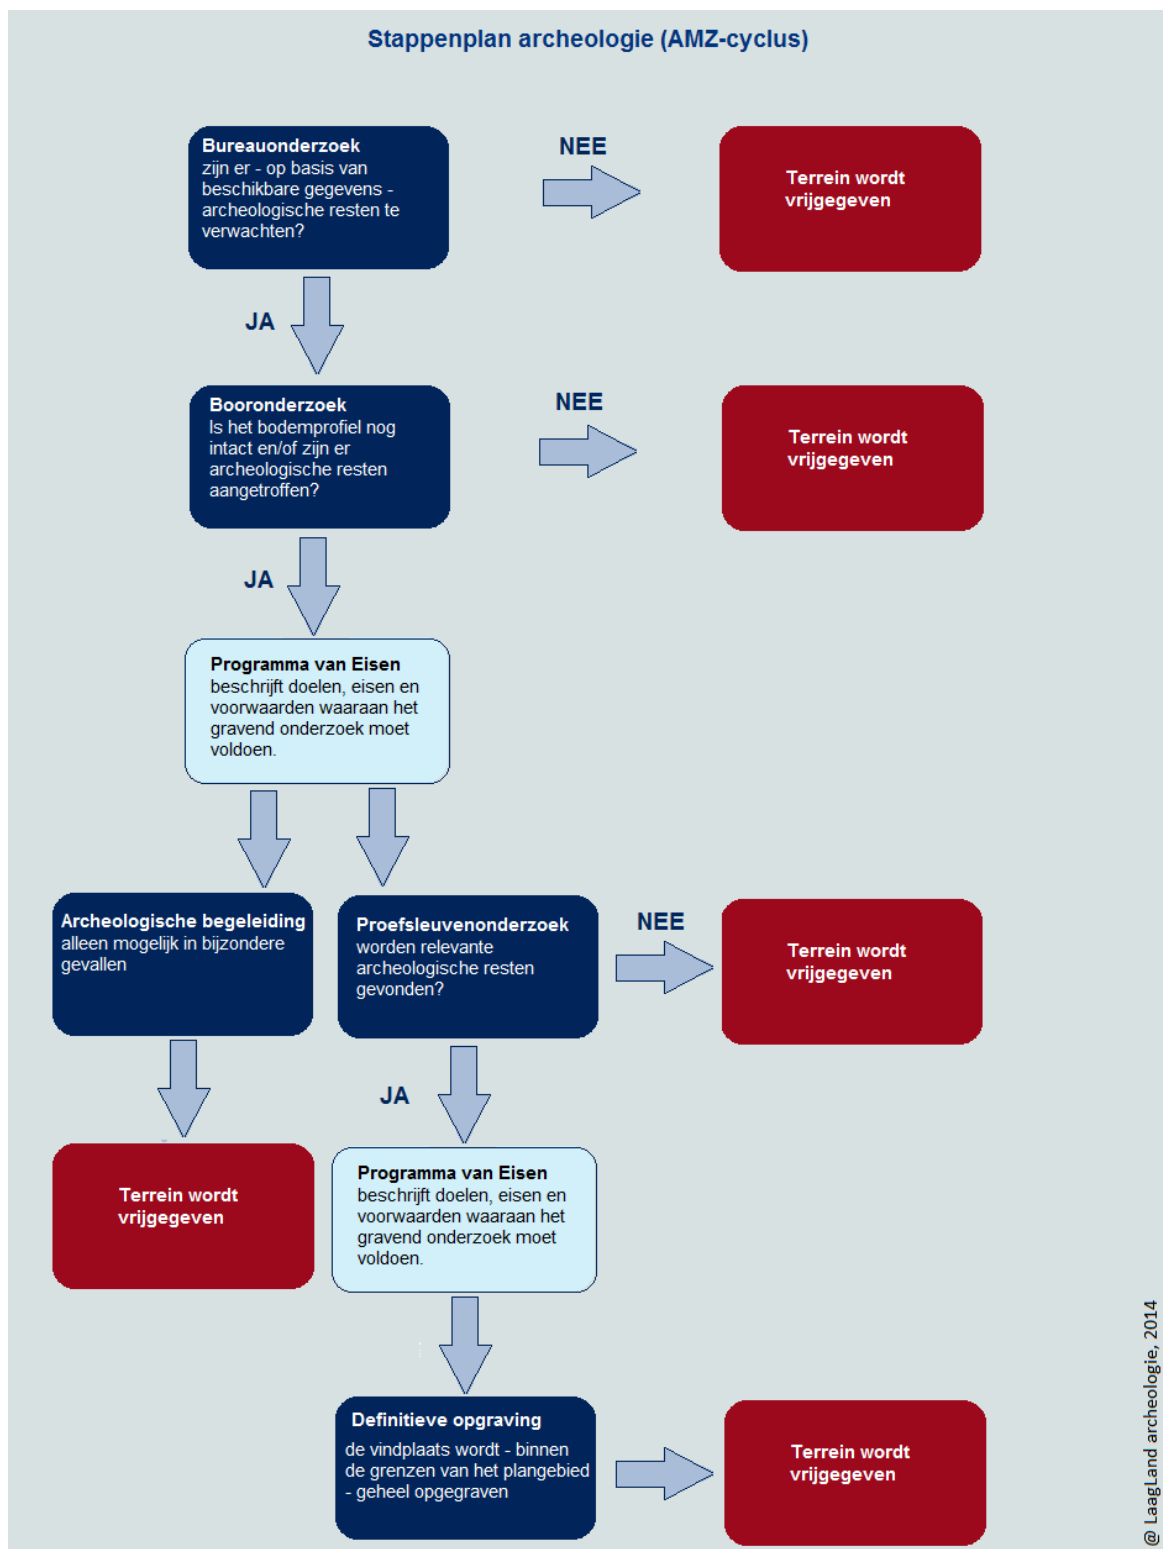 Stappenplan archeologie (AMZ-cyclus)
Bureauonderzoek
zijn er - op basis van
beschikbare gegevens -
archeologische resten te
verwachten?
NEE
Terrein wordt
vrijgegeven
JA
Booronderzoek
Is het bodemprofiel nog
intact en/of zijn er
archeologische resten
aangetroffen?
NEE
Terrein wordt
vrijgegeven
JA
Programma van Eisen
beschrijft doelen, eisen en
voorwaarden waaraan het
gravend onderzoek moet
voldoen.
Archeologische begeleiding
alleen mogelijk in bijzondere
gevallen
Proefsleuvenonderzoek
worden relevante
archeologische resten
gevonden?
NEE
Terrein wordt
vrijgegeven
JA
Terrein wordt
vrijgegeven
Programma van Eisen
beschrijft doelen, eisen en
voorwaarden waaraan het
gravend onderzoek moet
voldoen.
Definitieve opgraving
de vindplaats wordt - binnen
de grenzen van het plangebied
- geheel opgegraven
Terrein wordt
vrijgegeven
@ LaagLand archeologie, 2014